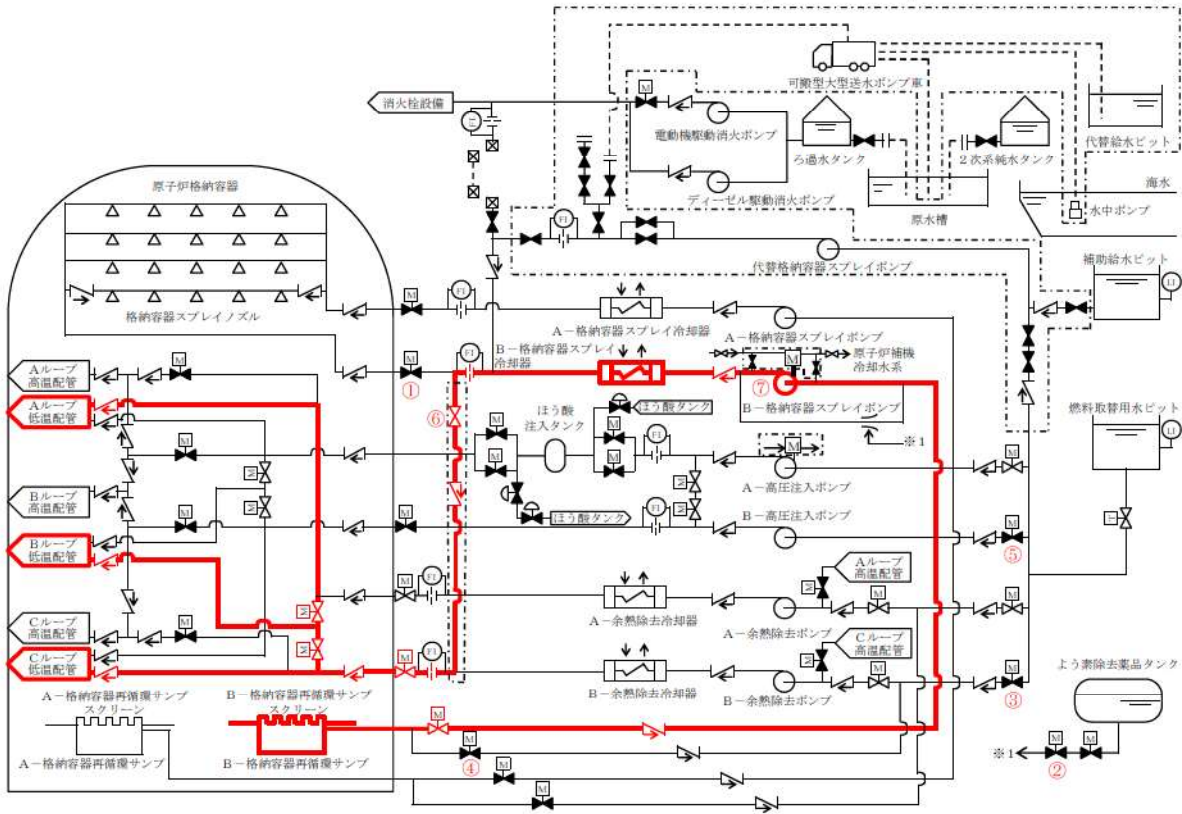 可搬型大型送水ポンプ車
消火栓設備
M
FI
電動機駆動消火ポンプ
ろ過水タンク
2次系純水タンク
代替給水ピット
ディーゼル駆動消火ポンプ
原水槽
海水
水中ポンプ
原子炉格納容器
FI
代替格納容器スプレイポンプ
補助給水ピット
LI
格納容器スプレイノズル
M
FI
A-格納容器スプレイ冷却器
A-格納容器スプレイポンプ
B-格納容器スプレイ
冷却器
原子炉補機
冷却水系
M
M
①
FI
⑦
B-格納容器スプレイポンプ
Aループ
高温配管
M
Aループ
低温配管
⑥
ほう酸
注入タンク
ほう酸タンク
※1
燃料取替用水ピット
LI
M
M
M
M
M
FI
M
M
A-高圧注入ポンプ
M
M
Bループ
高温配管
M
M
ほう酸タンク
FI
M
B-高圧注入ポンプ
M
T
⑤
Bループ
低温配管
Aループ
高温配管
M
M
FI
M
M
M
A-余熱除去冷却器
A-余熱除去ポンプ
Cループ
高温配管
M
M
Cループ
高温配管
Cループ
低温配管
M
FI
M
M
M
B-余熱除去冷却器
B-余熱除去ポンプ
③
よう素除去薬品タンク
A-格納容器再循環サンプ
スクリーン
B-格納容器再循環サンプ
スクリーン
M
M
④
M
M
※1
M
M
②
A-格納容器再循環サンプ
B-格納容器再循環サンプ